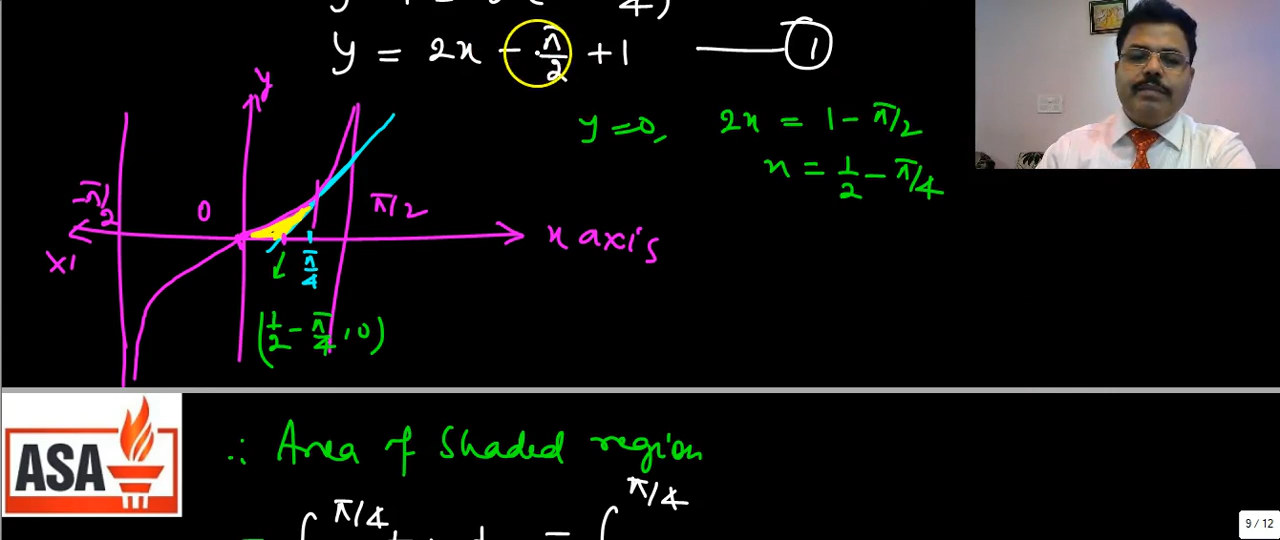 y = 2x - π/2 + 1 —— 1
y
y = 0, 2x = 1 - π/2
x = 1/2 - π/4
-π/2
0
π/2
x axis
x1
π/4
(1/2 - π/4, 0)
ASA
∴ Area of shaded region
π/4
π/4
9 / 12